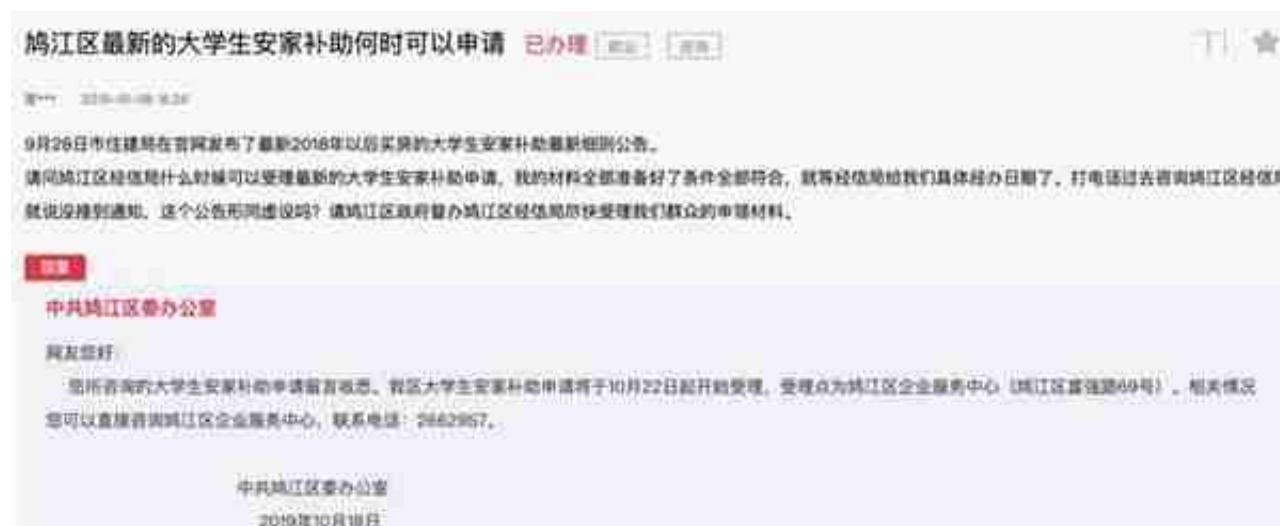 鸠江区最新的大学生安家补助何时可以申请 已办理
9月26日市住建局在官网发布了最新2018年以后买房的大学生安家补助最新细则公告。
请问鸠江区经信局什么时候可以受理最新的大学生安家补助申请，我的材料全部准备好了条件全部符合，就等经信局给我们具体经办日期了，打电话过去咨询鸠江区经信局
就说没接到通知，这个公告形同虚设吗？请鸠江区政府督办鸠江区经信局尽快受理我们群众的申领材料。
回复
中共鸠江区委办公室
网友您好：
您所咨询的大学生安家补助申请留言收悉。我区大学生安家补助申请将于10月22日起开始受理，受理点为鸠江区企业服务中心（鸠江区富强路69号）。相关情况
您可以直接咨询鸠江区企业服务中心，联系电话：2662957。
中共鸠江区委办公室
2019年10月18日